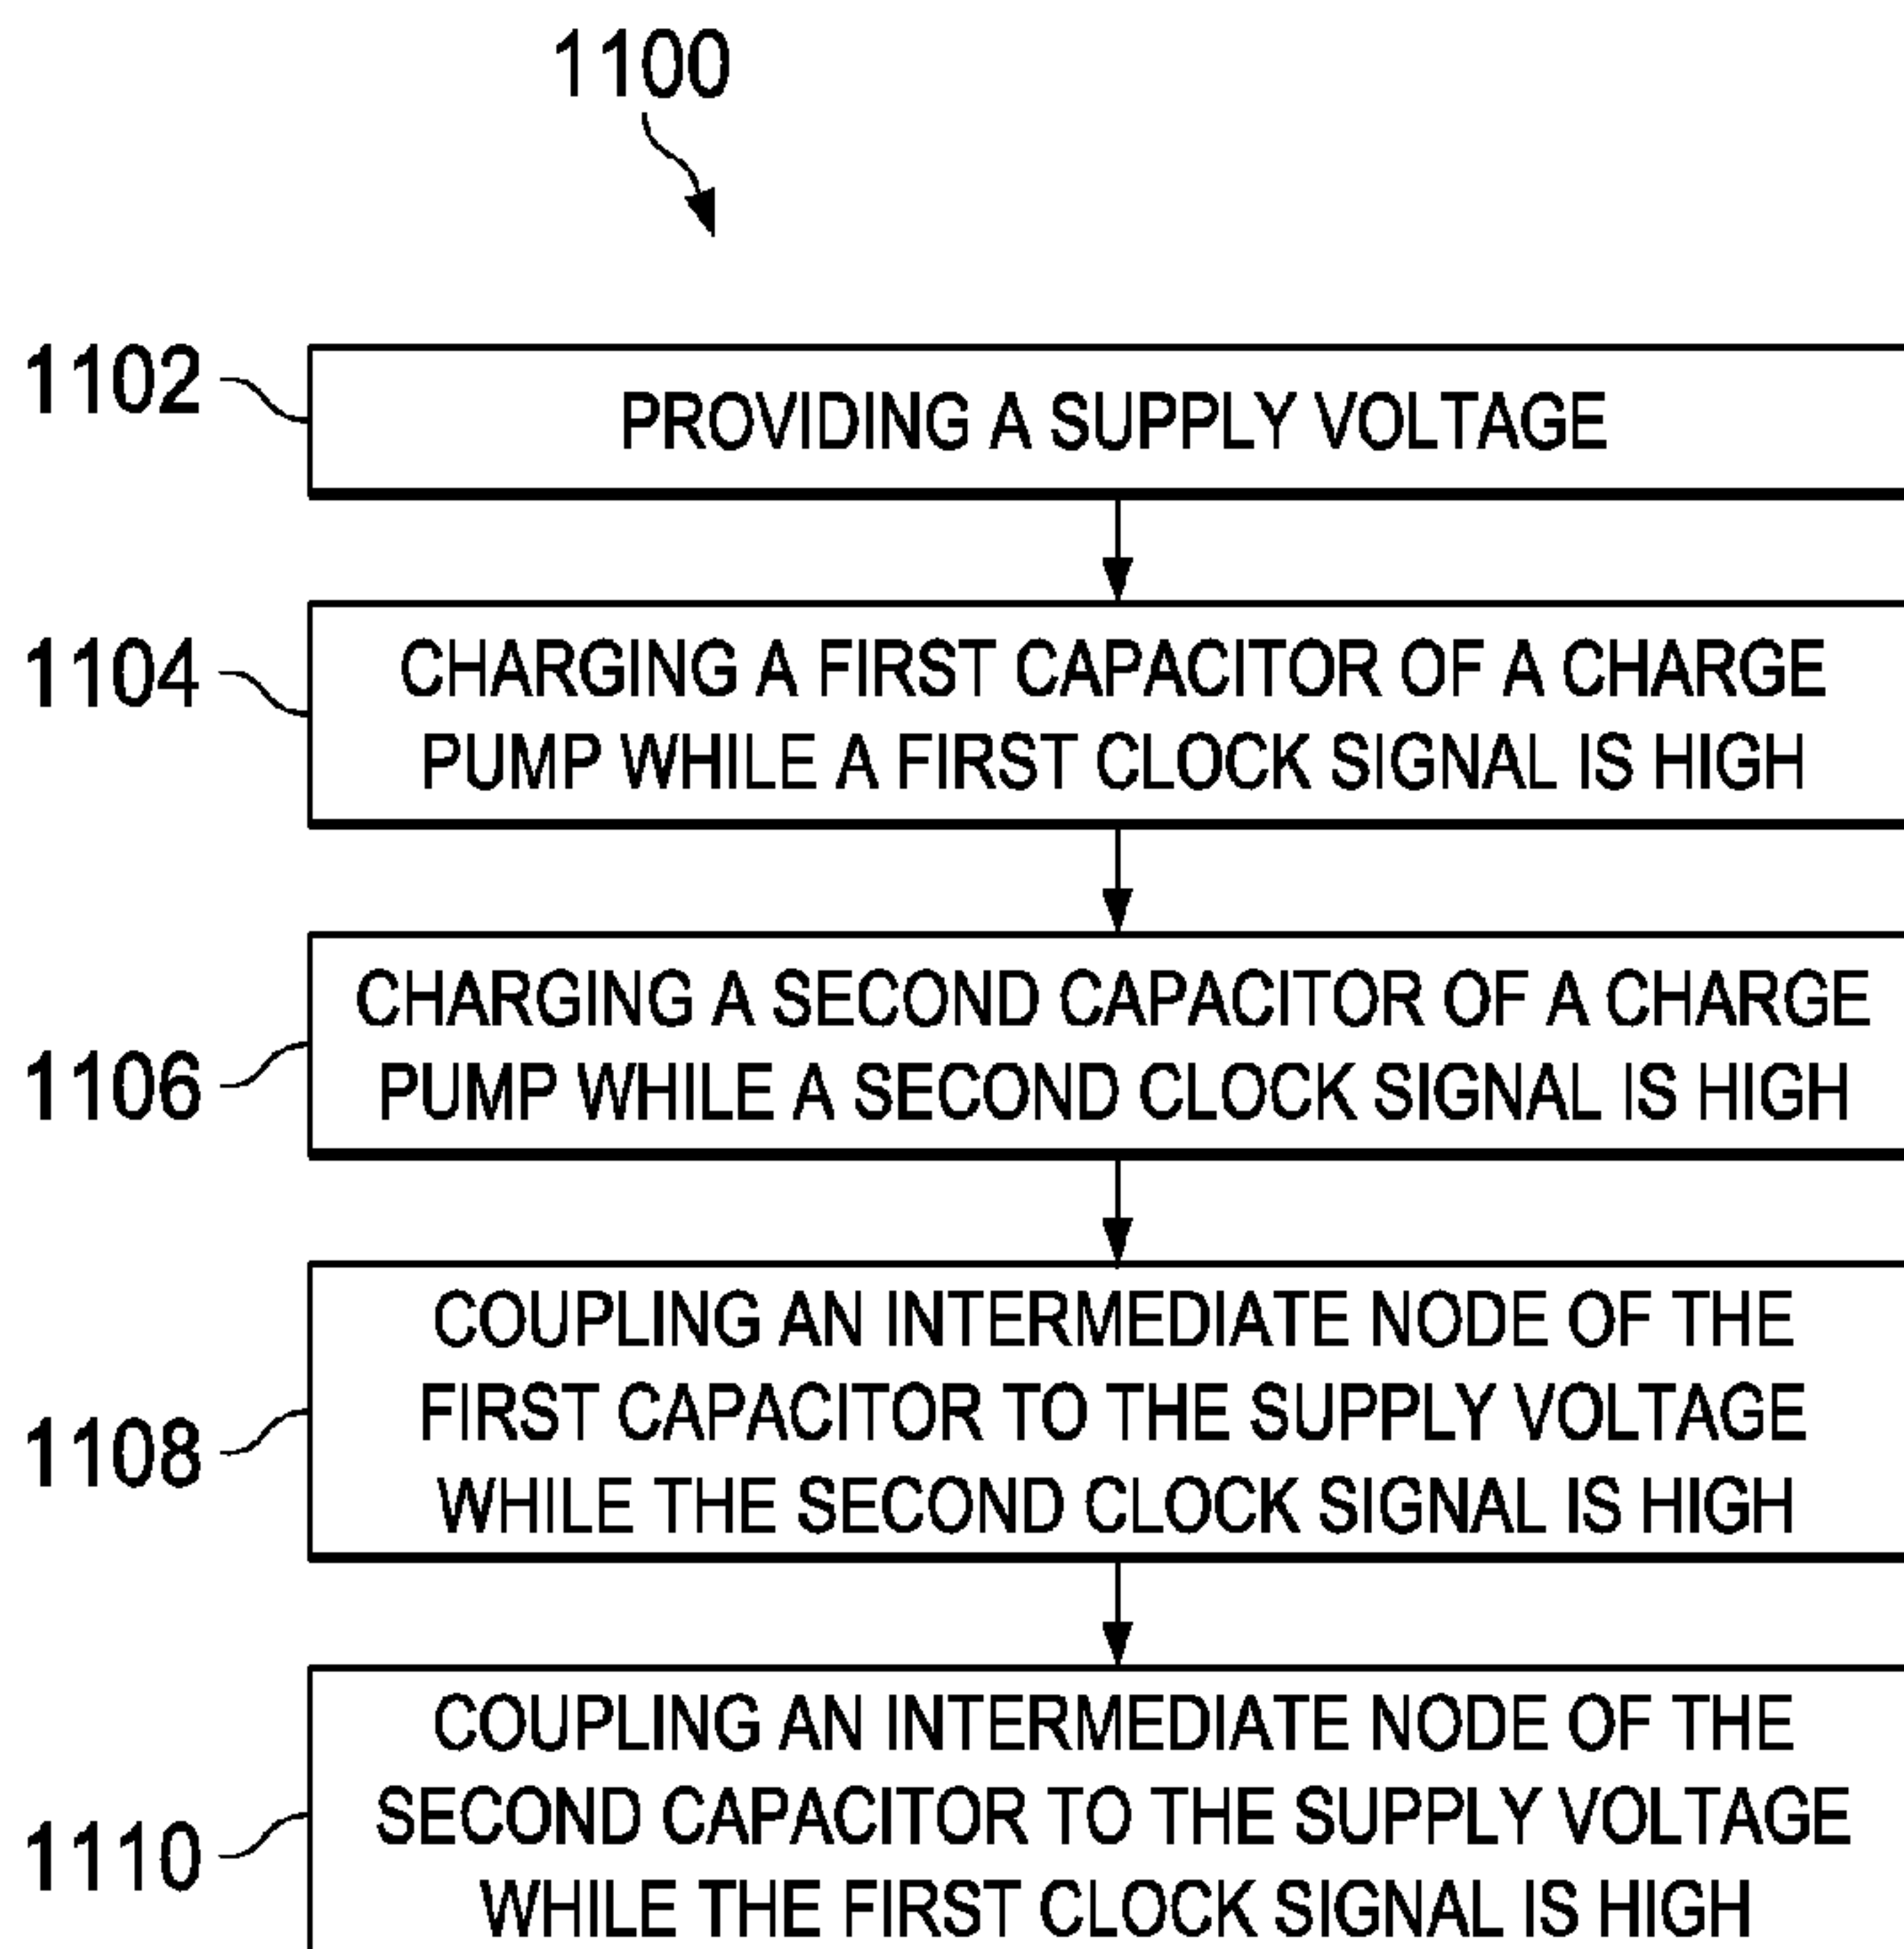 1100
1102
PROVIDING A SUPPLY VOLTAGE
1104
CHARGING A FIRST CAPACITOR OF A CHARGE
PUMP WHILE A FIRST CLOCK SIGNAL IS HIGH
1106
CHARGING A SECOND CAPACITOR OF A CHARGE
PUMP WHILE A SECOND CLOCK SIGNAL IS HIGH
1108
COUPLING AN INTERMEDIATE NODE OF THE
FIRST CAPACITOR TO THE SUPPLY VOLTAGE
WHILE THE SECOND CLOCK SIGNAL IS HIGH
1110
COUPLING AN INTERMEDIATE NODE OF THE
SECOND CAPACITOR TO THE SUPPLY VOLTAGE
WHILE THE FIRST CLOCK SIGNAL IS HIGH